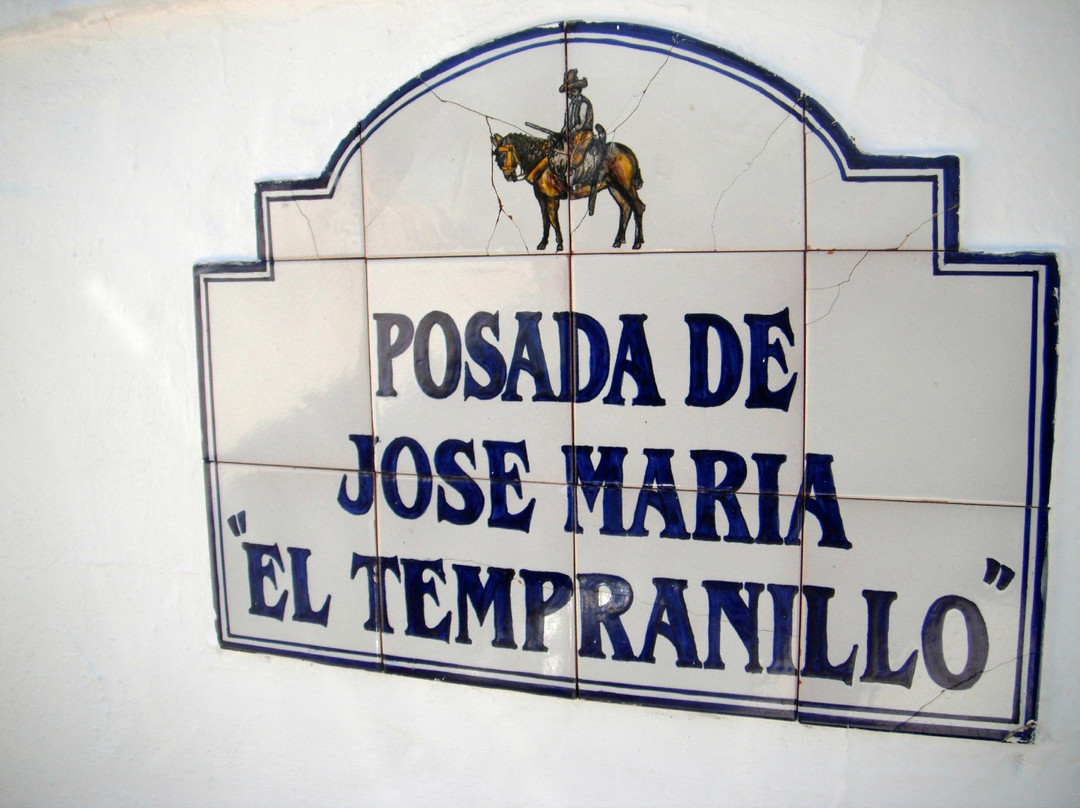 POSADA DE
JOSE MARIA
"EL TEMPRANILLO"